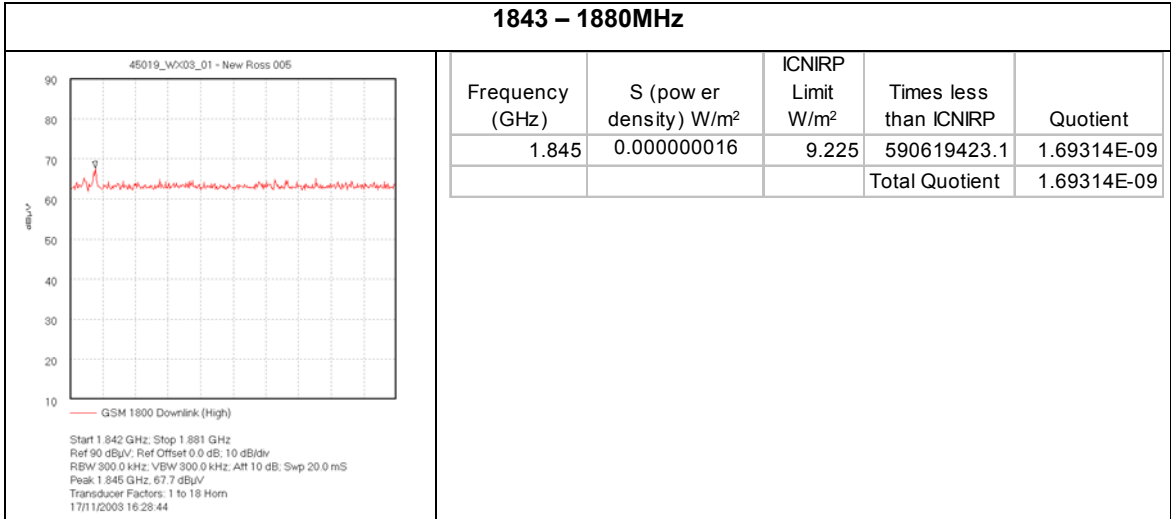 1843 – 1880MHz
45019_WX03_01 - New Ross 005
90
80
70
60
50
40
30
20
10
dBµV
GSM 1800 Downlink (High)
Start 1.842 GHz; Stop 1.881 GHz
Ref 90 dBµV; Ref Offset 0.0 dB; 10 dB/div
RBW 300.0 kHz; VBW 300.0 kHz; Att 10 dB; Swp 20.0 mS
Peak 1.845 GHz, 67.7 dBµV
Transducer Factors: 1 to 18 Horn
17/11/2003 16:28:44
ICNIRP
Frequency S (pow er Limit Times less
(GHz) density) W/m² W/m² than ICNIRP Quotient
1.845 0.000000016 9.225 590619423.1 1.69314E-09
Total Quotient 1.69314E-09